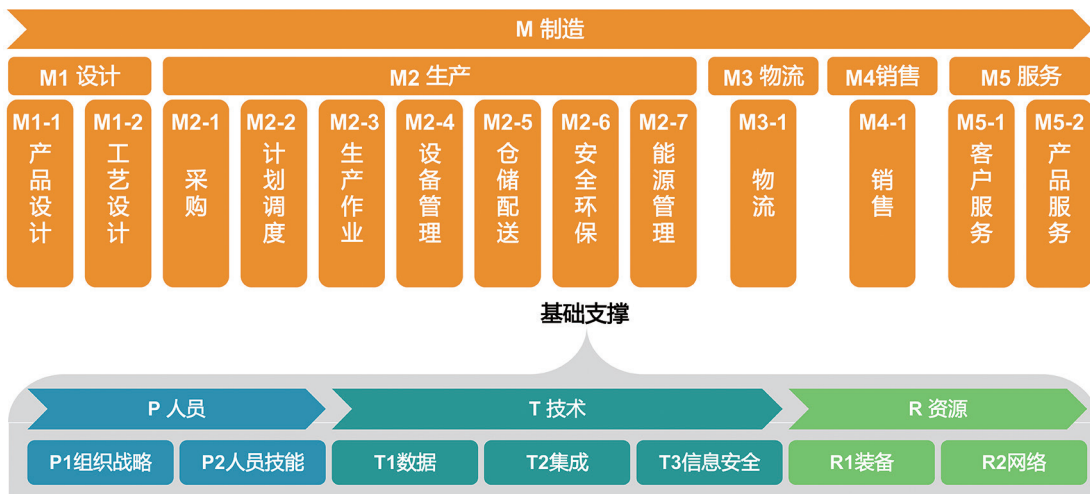 M 制造
M1 设计
M2 生产
M3 物流
M4销售
M5 服务
M1-1
产品设计
M1-2
工艺设计
M2-1
采购
M2-2
计划调度
M2-3
生产作业
M2-4
设备管理
M2-5
仓储配送
M2-6
安全环保
M2-7
能源管理
M3-1
物流
M4-1
销售
M5-1
客户服务
M5-2
产品服务
基础支撑
P 人员
T 技术
R 资源
P1组织战略
P2人员技能
T1数据
T2集成
T3信息安全
R1装备
R2网络